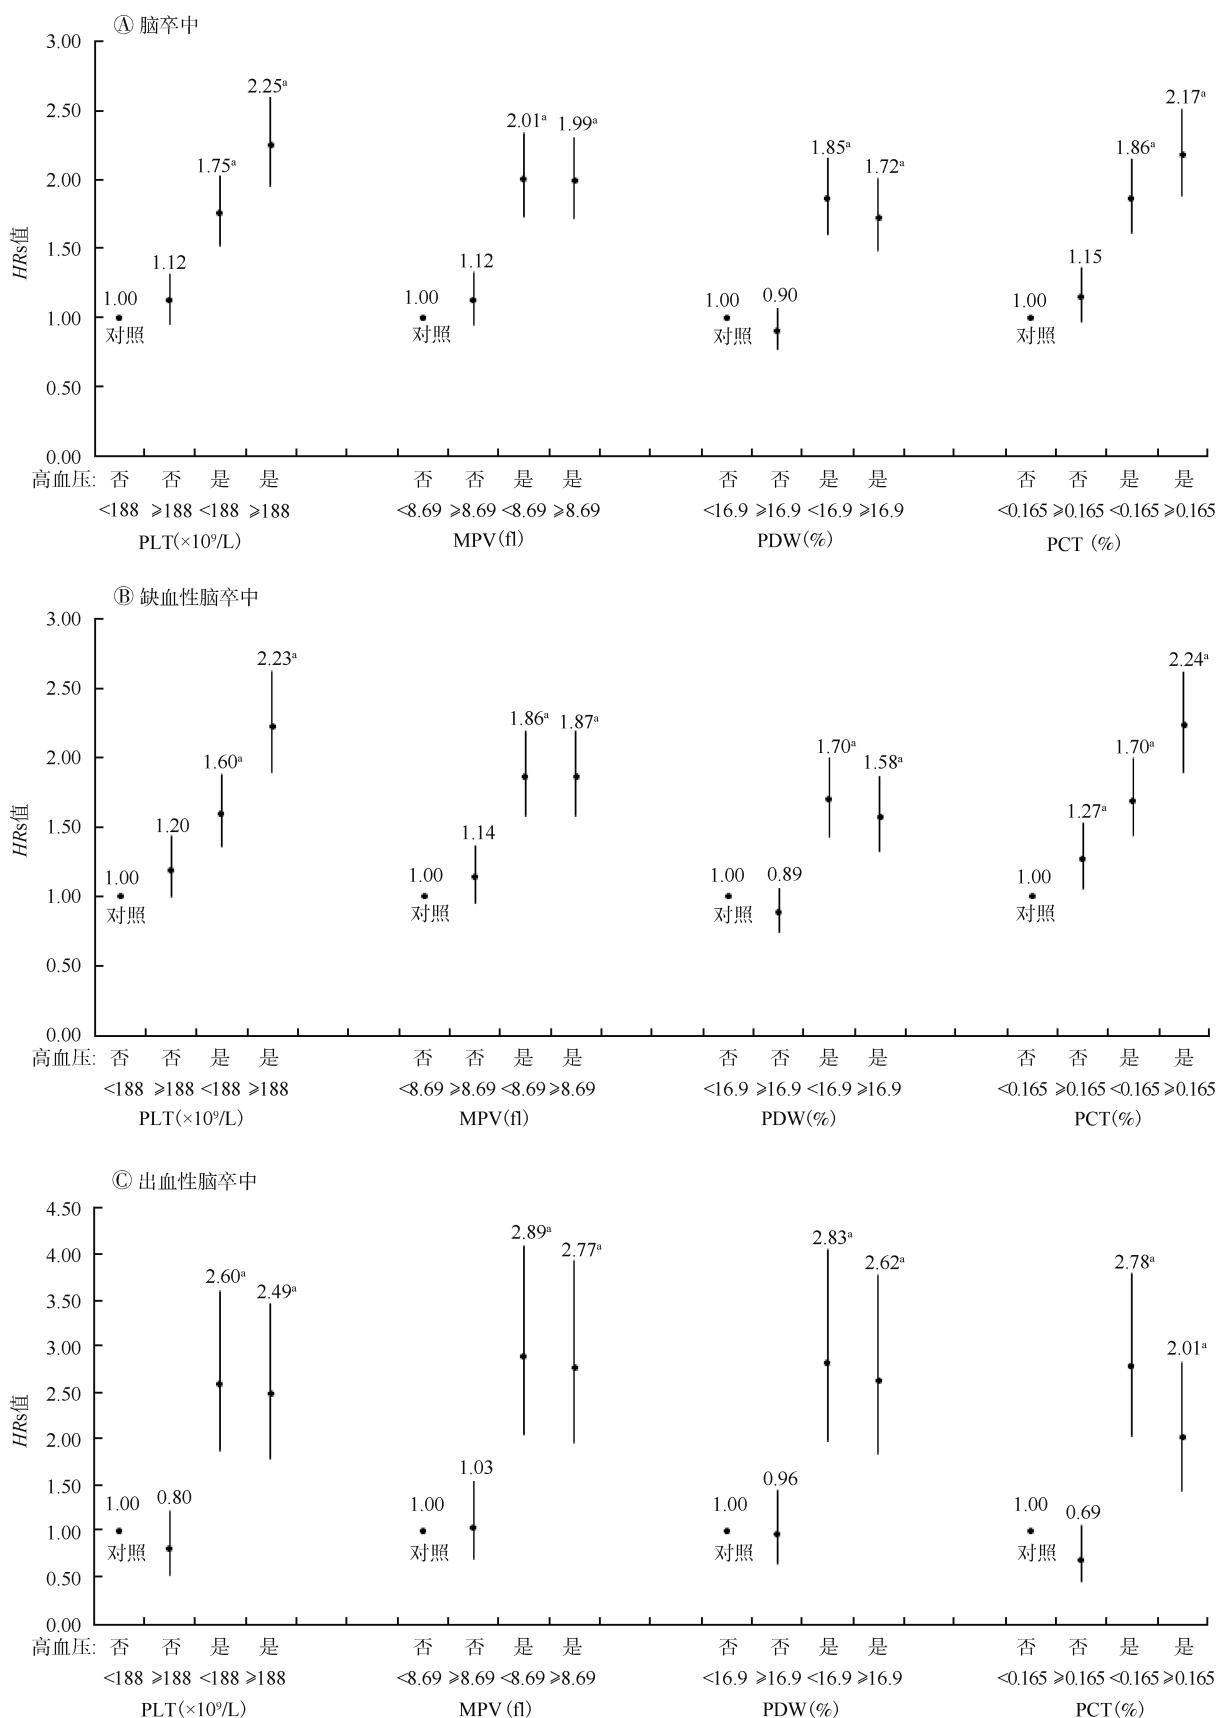 Ⓐ 脑卒中
3.00
2.50
2.00
1.50
1.00
0.50
0.00
HRs值
1.00 1.12 1.75ª 2.25ª 1.00 1.12 2.01ª 1.99ª 1.00 0.90 1.85ª 1.72ª 1.00 1.15 1.86ª 2.17ª
对照 对照 对照 对照
高血压: 否 否 是 是 否 否 是 是 否 否 是 是 否 否 是 是
<188 ≥188 <188 ≥188 <8.69 ≥8.69 <8.69 ≥8.69 <16.9 ≥16.9 <16.9 ≥16.9 <0.165 ≥0.165 <0.165 ≥0.165
PLT(×10⁹/L) MPV(fl) PDW(%) PCT (%)
Ⓑ 缺血性脑卒中
3.00
2.50
2.00
1.50
1.00
0.50
0.00
HRs值
1.00 1.20 1.60ª 2.23ª 1.00 1.14 1.86ª 1.87ª 1.00 0.89 1.70ª 1.58ª 1.00 1.27ª 1.70ª 2.24ª
对照 对照 对照 对照
高血压: 否 否 是 是 否 否 是 是 否 否 是 是 否 否 是 是
<188 ≥188 <188 ≥188 <8.69 ≥8.69 <8.69 ≥8.69 <16.9 ≥16.9 <16.9 ≥16.9 <0.165 ≥0.165 <0.165 ≥0.165
PLT(×10⁹/L) MPV(fl) PDW(%) PCT(%)
Ⓒ 出血性脑卒中
4.50
4.00
3.50
3.00
2.50
2.00
1.50
1.00
0.50
0.00
HRs值
1.00 0.80 2.60ª 2.49ª 1.00 1.03 2.89ª 2.77ª 1.00 0.96 2.83ª 2.62ª 1.00 0.69 2.78ª 2.01ª
对照 对照 对照 对照
高血压: 否 否 是 是 否 否 是 是 否 否 是 是 否 否 是 是
<188 ≥188 <188 ≥188 <8.69 ≥8.69 <8.69 ≥8.69 <16.9 ≥16.9 <16.9 ≥16.9 <0.165 ≥0.165 <0.165 ≥0.165
PLT(×10⁹/L) MPV(fl) PDW(%) PCT(%)